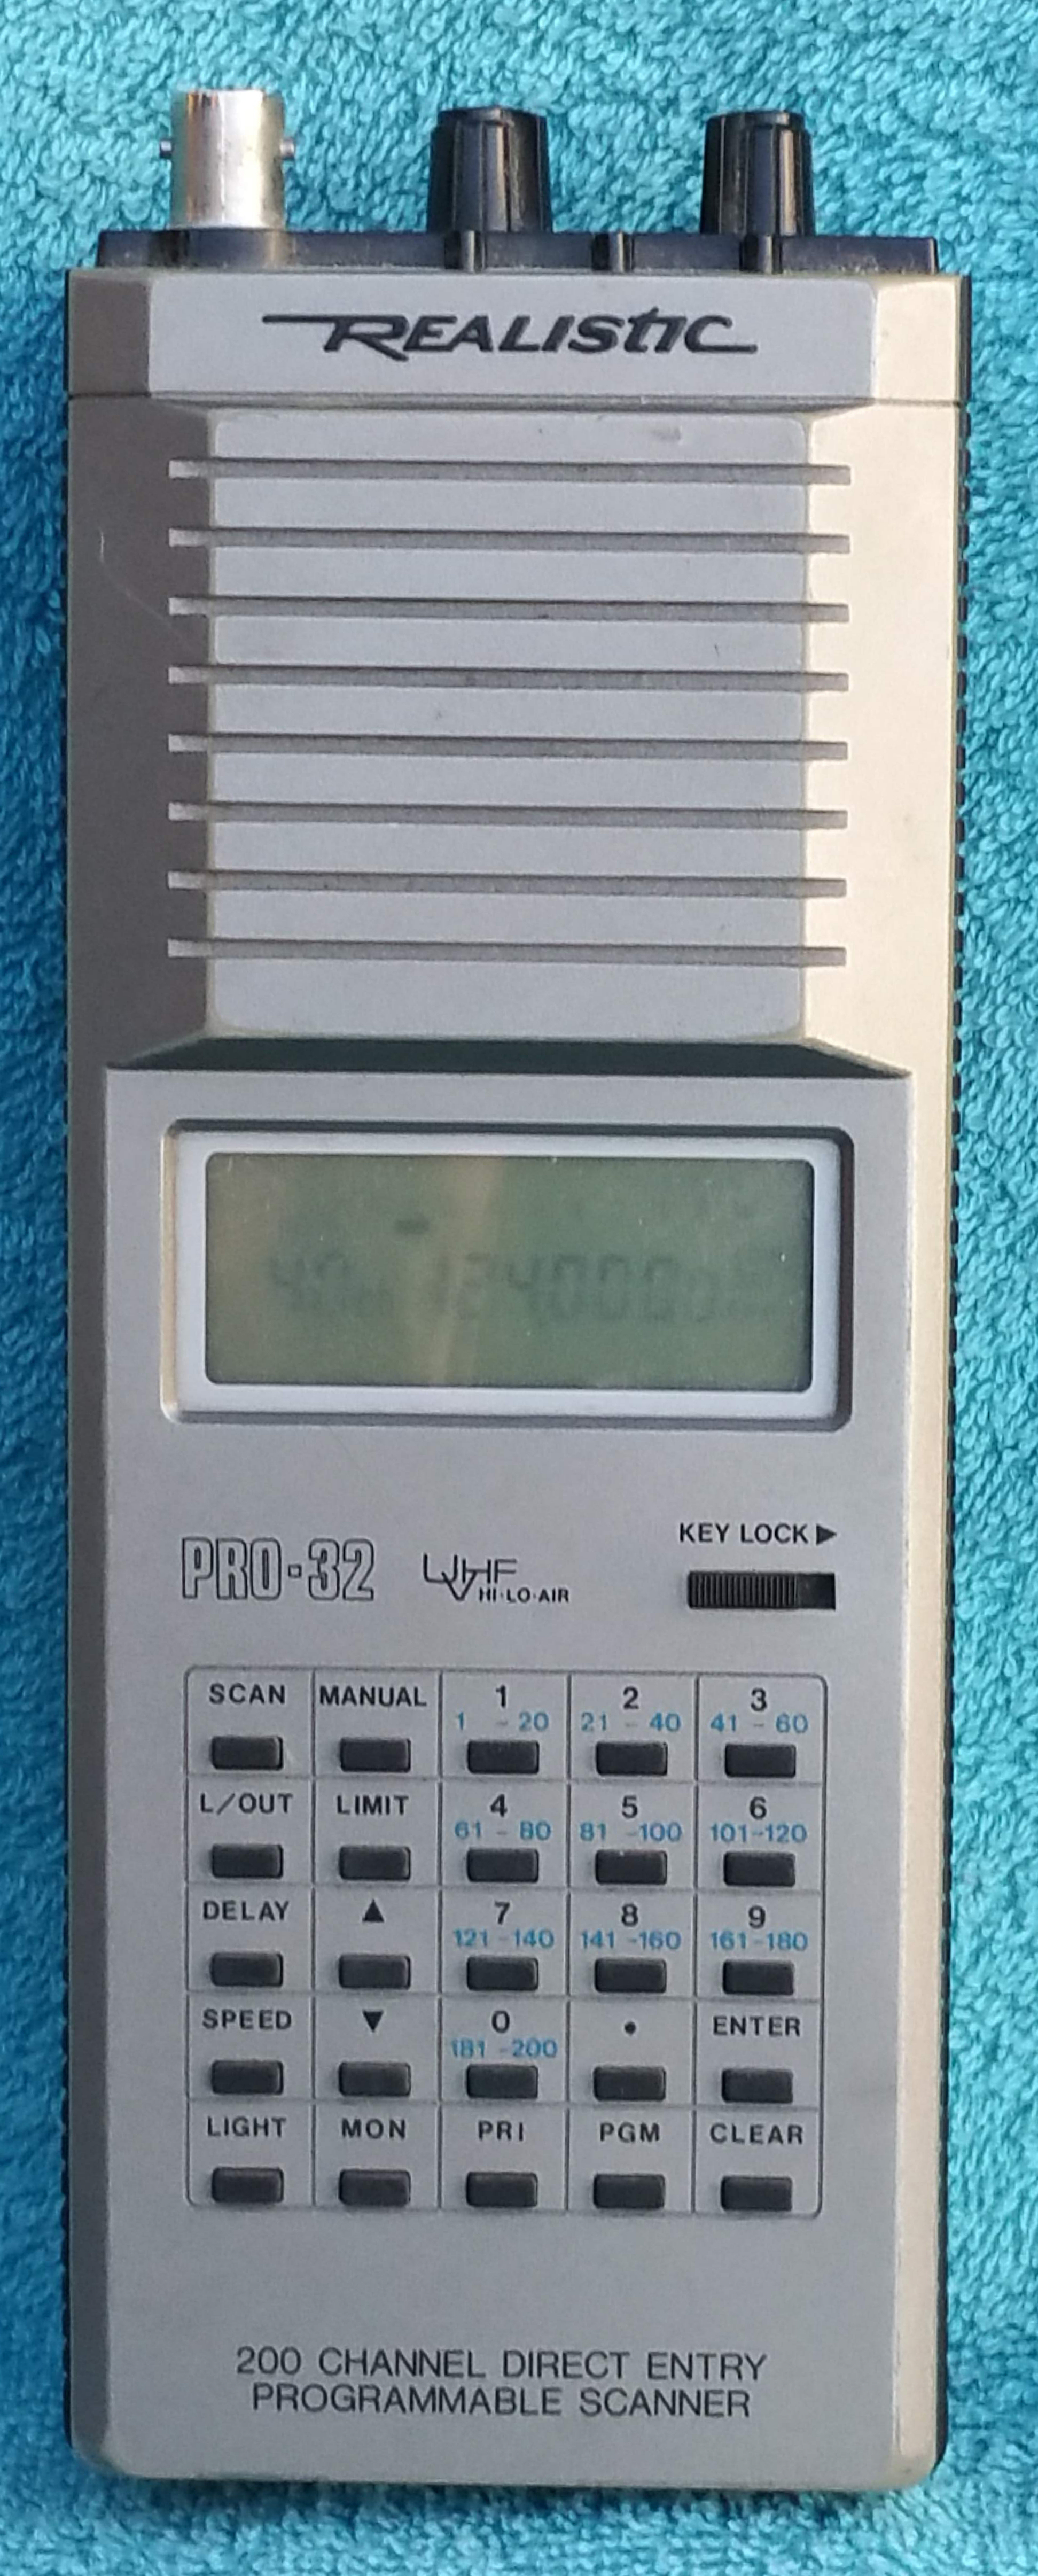 REALISTIC
PRO-32
UVHF
HI·LO·AIR
KEY LOCK ▶
SCAN MANUAL 1 2 3
1 - 20 21 - 40 41 - 60
L/OUT LIMIT 4 5 6
61 - 80 81 -100 101-120
DELAY ▲ 7 8 9
121 -140 141 -160 161-180
SPEED ▼ 0 • ENTER
181 -200
LIGHT MON PRI PGM CLEAR
200 CHANNEL DIRECT ENTRY
PROGRAMMABLE SCANNER